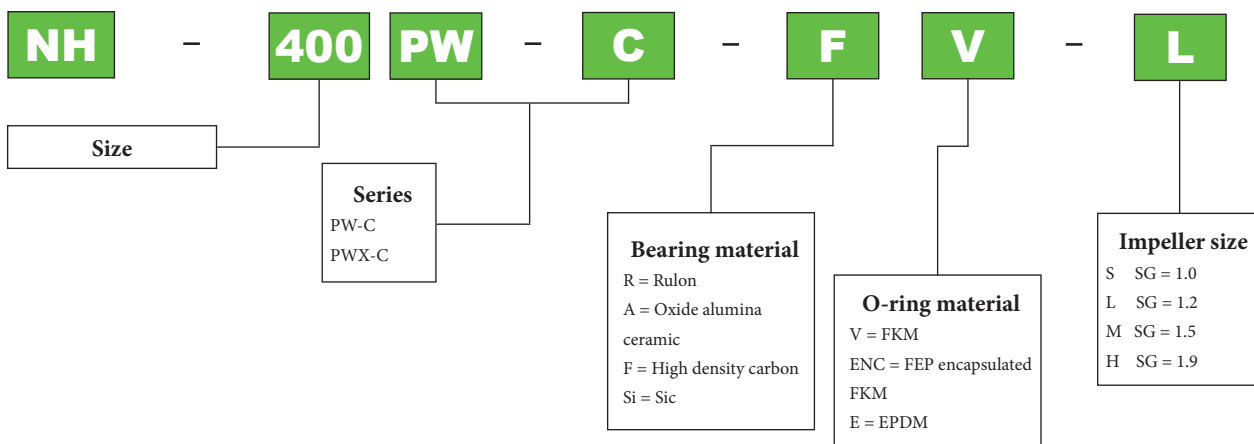 NH - 400 PW - C - F V - L
Size
Series
PW-C
PWX-C
Bearing material
R = Rulon
A = Oxide alumina
ceramic
F = High density carbon
Si = Sic
O-ring material
V = FKM
ENC = FEP encapsulated
FKM
E = EPDM
Impeller size
S SG = 1.0
L SG = 1.2
M SG = 1.5
H SG = 1.9